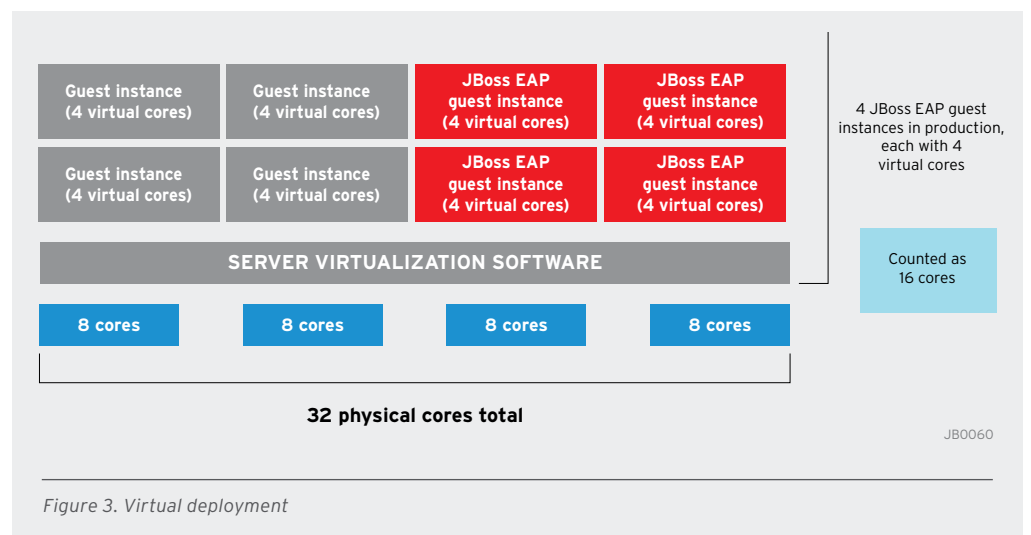 Guest instance
(4 virtual cores)
Guest instance
(4 virtual cores)
JBoss EAP
guest instance
(4 virtual cores)
JBoss EAP
guest instance
(4 virtual cores)
4 JBoss EAP guest
instances in production,
each with 4
virtual cores
Guest instance
(4 virtual cores)
Guest instance
(4 virtual cores)
JBoss EAP
guest instance
(4 virtual cores)
JBoss EAP
guest instance
(4 virtual cores)
SERVER VIRTUALIZATION SOFTWARE
Counted as
16 cores
8 cores
8 cores
8 cores
8 cores
32 physical cores total
JB0060
Figure 3. Virtual deployment